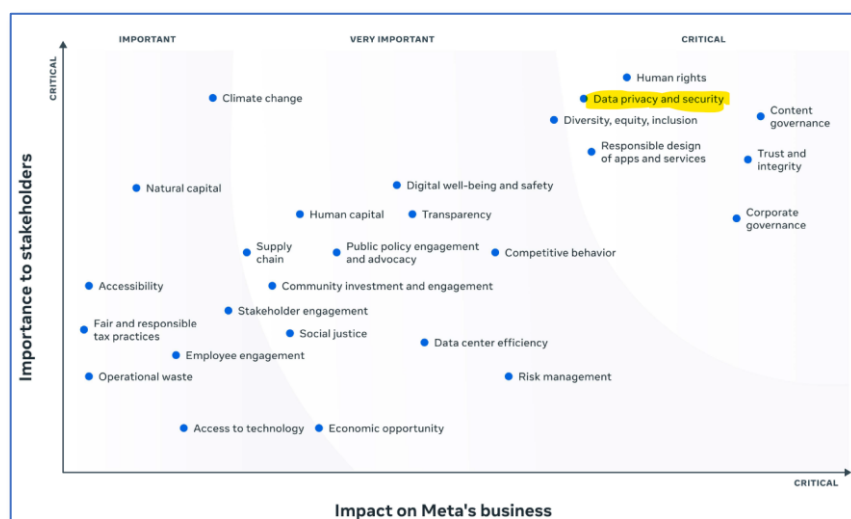 IMPORTANT
VERY IMPORTANT
CRITICAL
CRITICAL
Importance to stakeholders
Human rights
Climate change
Data privacy and security
Content
governance
Diversity, equity, inclusion
Responsible design
of apps and services
Trust and
integrity
Natural capital
Digital well-being and safety
Human capital
Transparency
Corporate
governance
Supply
chain
Public policy engagement
and advocacy
Competitive behavior
Accessibility
Community investment and engagement
Stakeholder engagement
Fair and responsible
tax practices
Social justice
Data center efficiency
Employee engagement
Operational waste
Risk management
Access to technology
Economic opportunity
CRITICAL
Impact on Meta's business